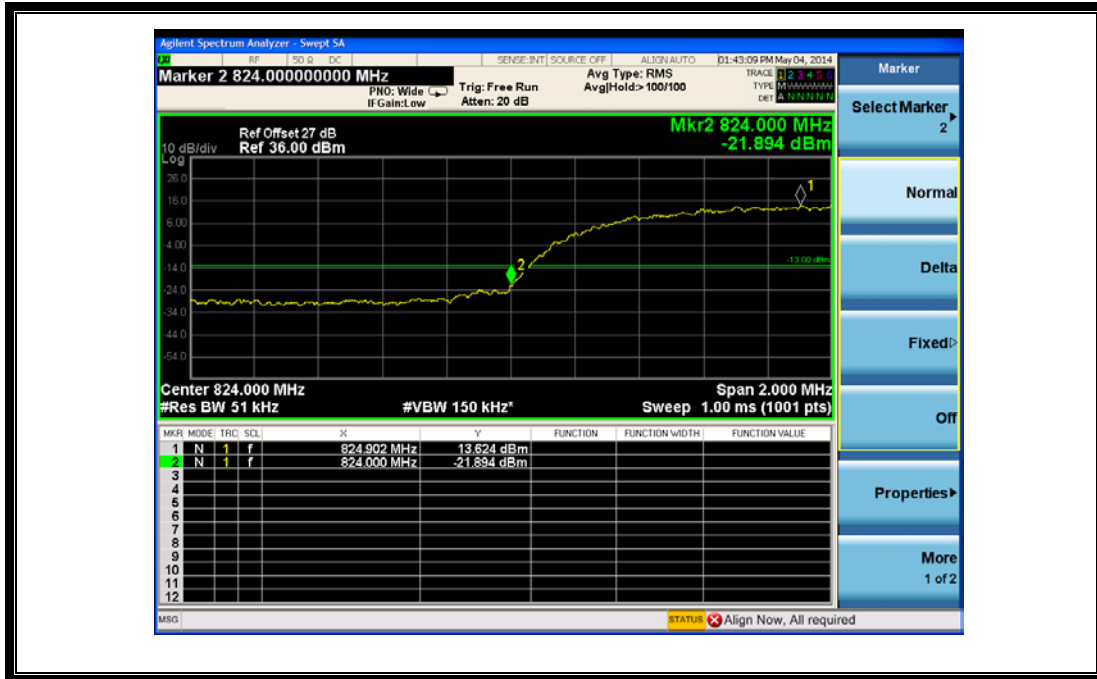 Agilent Spectrum Analyzer - Swept SA
LXI RF 50 Ω DC SENSE:INT SOURCE OFF ALIGN AUTO 01:43:09 PM May 04, 2014
Marker 2 824.000000000 MHz
PNO: Wide
IFGain:Low
Trig: Free Run
Atten: 20 dB
Avg Type: RMS
Avg|Hold:> 100/100
TRACE 1 2 3 4 5 6
TYPE M
DET A N N N N N
Mkr2 824.000 MHz
-21.894 dBm
Ref Offset 27 dB
10 dB/div Ref 36.00 dBm
Log
26.0
16.0
6.00
-4.00
-14.0
-24.0
-34.0
-44.0
-54.0
1
2
-13.00 dBm
Center 824.000 MHz Span 2.000 MHz
#Res BW 51 kHz #VBW 150 kHz* Sweep 1.00 ms (1001 pts)
MKR MODE TRC SCL X Y FUNCTION FUNCTION WIDTH FUNCTION VALUE
1 N 1 f 824.902 MHz 13.624 dBm
2 N 1 f 824.000 MHz -21.894 dBm
3
4
5
6
7
8
9
10
11
12
MSG STATUS Align Now, All required
Marker
Select Marker
2
Normal
Delta
Fixed
Off
Properties
More
1 of 2